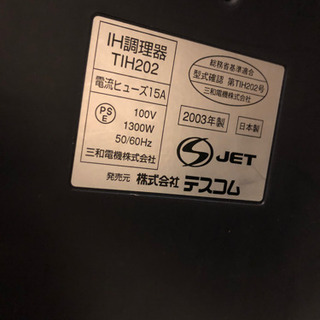 IH調理器
TIH202
電流ヒューズ15A
PS
E
100V
1300W
50/60Hz
三和電機株式会社
総務省基準適合
型式確認 第TIH202号
三和電機株式会社
2003年製
日本製
S JET
発売元 株式会社 テスコム